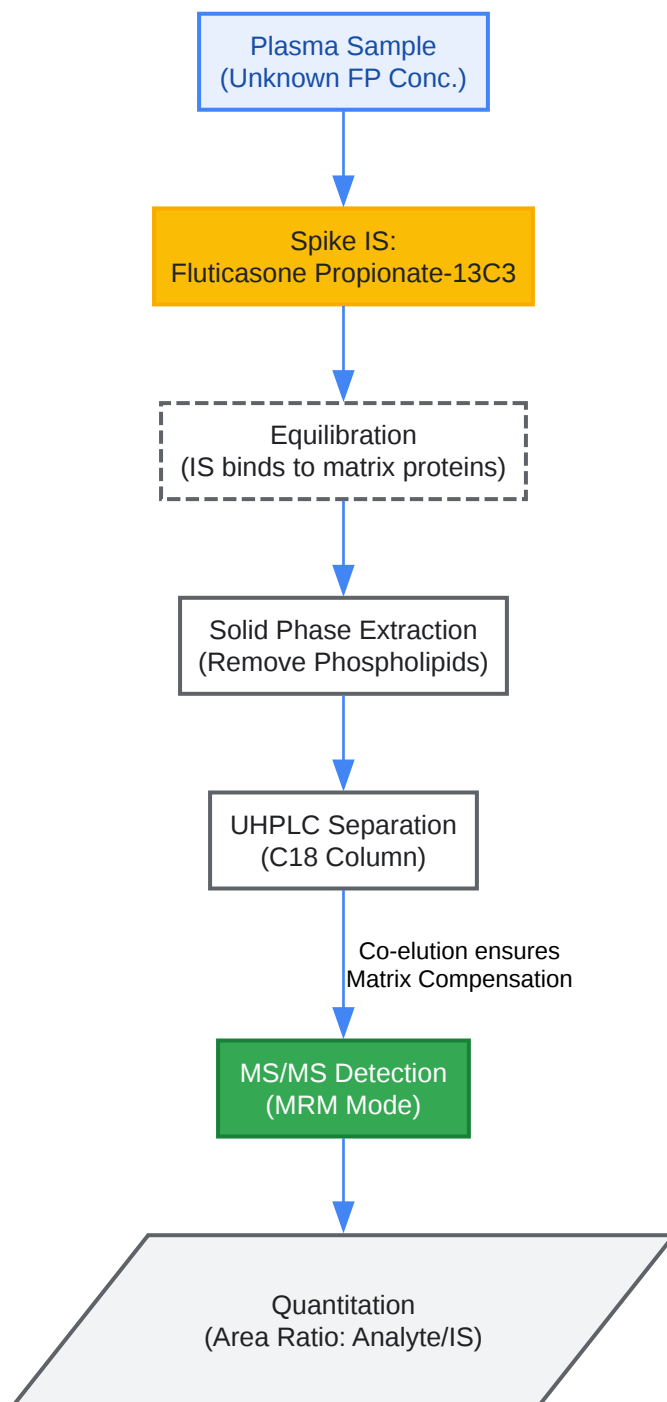 Plasma Sample
(Unknown FP Conc.)
Spike IS:
Fluticasone Propionate-13C3
Equilibration
(IS binds to matrix proteins)
Solid Phase Extraction
(Remove Phospholipids)
UHPLC Separation
(C18 Column)
Co-elution ensures
Matrix Compensation
MS/MS Detection
(MRM Mode)
Quantitation
(Area Ratio: Analyte/IS)